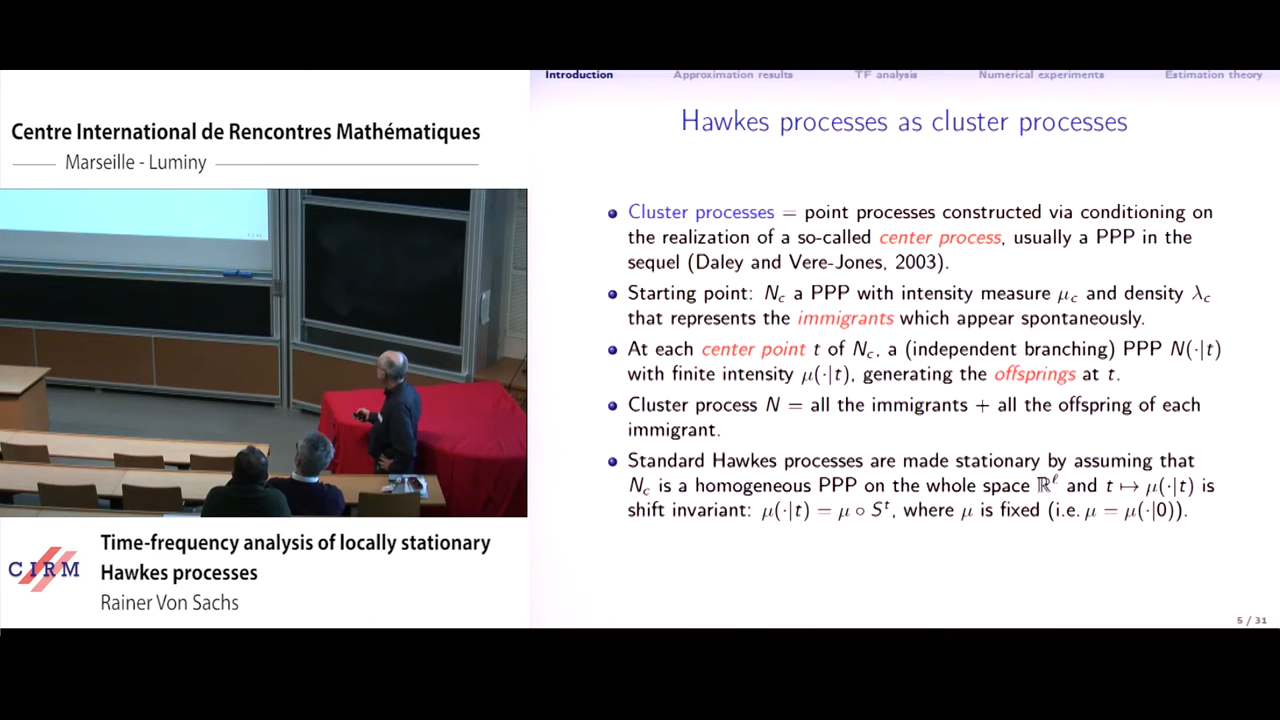 Centre International de Rencontres Mathématiques
Marseille - Luminy
Time-frequency analysis of locally stationary
Hawkes processes
Rainer Von Sachs
CIRM
Introduction Approximation results TF analysis Numerical experiments Estimation theory
Hawkes processes as cluster processes
Cluster processes = point processes constructed via conditioning on
the realization of a so-called center process, usually a PPP in the
sequel (Daley and Vere-Jones, 2003).
Starting point: N_c a PPP with intensity measure μ_c and density λ_c
that represents the immigrants which appear spontaneously.
At each center point t of N_c, a (independent branching) PPP N(·|t)
with finite intensity μ(·|t), generating the offsprings at t.
Cluster process N = all the immigrants + all the offspring of each
immigrant.
Standard Hawkes processes are made stationary by assuming that
N_c is a homogeneous PPP on the whole space ℝ^ℓ and t ↦ μ(·|t) is
shift invariant: μ(·|t) = μ ∘ S^t, where μ is fixed (i.e. μ = μ(·|0)).
5 / 31